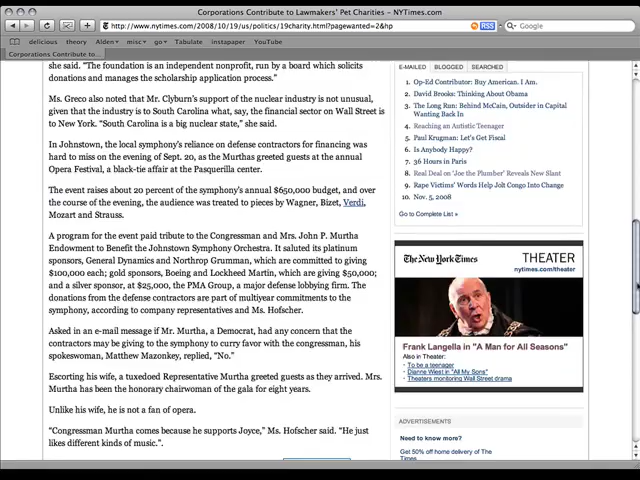 Corporations Contribute to Lawmakers' Pet Charities - NYTimes.com
http://www.nytimes.com/2008/10/19/us/politics/19charity.html?pagewanted=2&hp
RSS
Google
delicious theory Alden misc go Tabulate instapaper YouTube
Corporations Contribute to...
she said. "The foundation is an independent nonprofit, run by a board which solicits
donations and manages the scholarship application process."
Ms. Greco also noted that Mr. Clyburn's support of the nuclear industry is not unusual,
given that the industry is to South Carolina what, say, the financial sector on Wall Street is
to New York. "South Carolina is a big nuclear state," she said.
In Johnstown, the local symphony's reliance on defense contractors for financing was
hard to miss on the evening of Sept. 20, as the Murthas greeted guests at the annual
Opera Festival, a black-tie affair at the Pasquerilla center.
The event raises about 20 percent of the symphony's annual $650,000 budget, and over
the course of the evening, the audience was treated to pieces by Wagner, Bizet, Verdi,
Mozart and Strauss.
A program for the event paid tribute to the Congressman and Mrs. John P. Murtha
Endowment to Benefit the Johnstown Symphony Orchestra. It saluted its platinum
sponsors, General Dynamics and Northrop Grumman, which are committed to giving
$100,000 each; gold sponsors, Boeing and Lockheed Martin, which are giving $50,000;
and a silver sponsor, at $25,000, the PMA Group, a major defense lobbying firm. The
donations from the defense contractors are part of multiyear commitments to the
symphony, according to company representatives and Ms. Hofscher.
Asked in an e-mail message if Mr. Murtha, a Democrat, had any concern that the
contractors may be giving to the symphony to curry favor with the congressman, his
spokeswoman, Matthew Mazonkey, replied, "No."
Escorting his wife, a tuxedoed Representative Murtha greeted guests as they arrived. Mrs.
Murtha has been the honorary chairwoman of the gala for eight years.
Unlike his wife, he is not a fan of opera.
"Congressman Murtha comes because he supports Joyce," Ms. Hofscher said. "He just
likes different kinds of music.".
E-MAILED BLOGGED SEARCHED
1. Op-Ed Contributor: Buy American. I Am.
2. David Brooks: Thinking About Obama
3. The Long Run: Behind McCain, Outsider in Capital
Wanting Back In
4. Reaching an Autistic Teenager
5. Paul Krugman: Let's Get Fiscal
6. Is Anybody Happy?
7. 36 Hours in Paris
8. Real Deal on 'Joe the Plumber' Reveals New Slant
9. Rape Victims' Words Help Jolt Congo Into Change
10. Nov. 5, 2008
Go to Complete List »
The New York Times
THEATER
nytimes.com/theater
Frank Langella in "A Man for All Seasons"
Also in Theater:
To be a teenager
Dianne Wiest in "All My Sons"
Theaters monitoring Wall Street drama
ADVERTISEMENTS
Need to know more?
Get 50% off home delivery of The
Times.